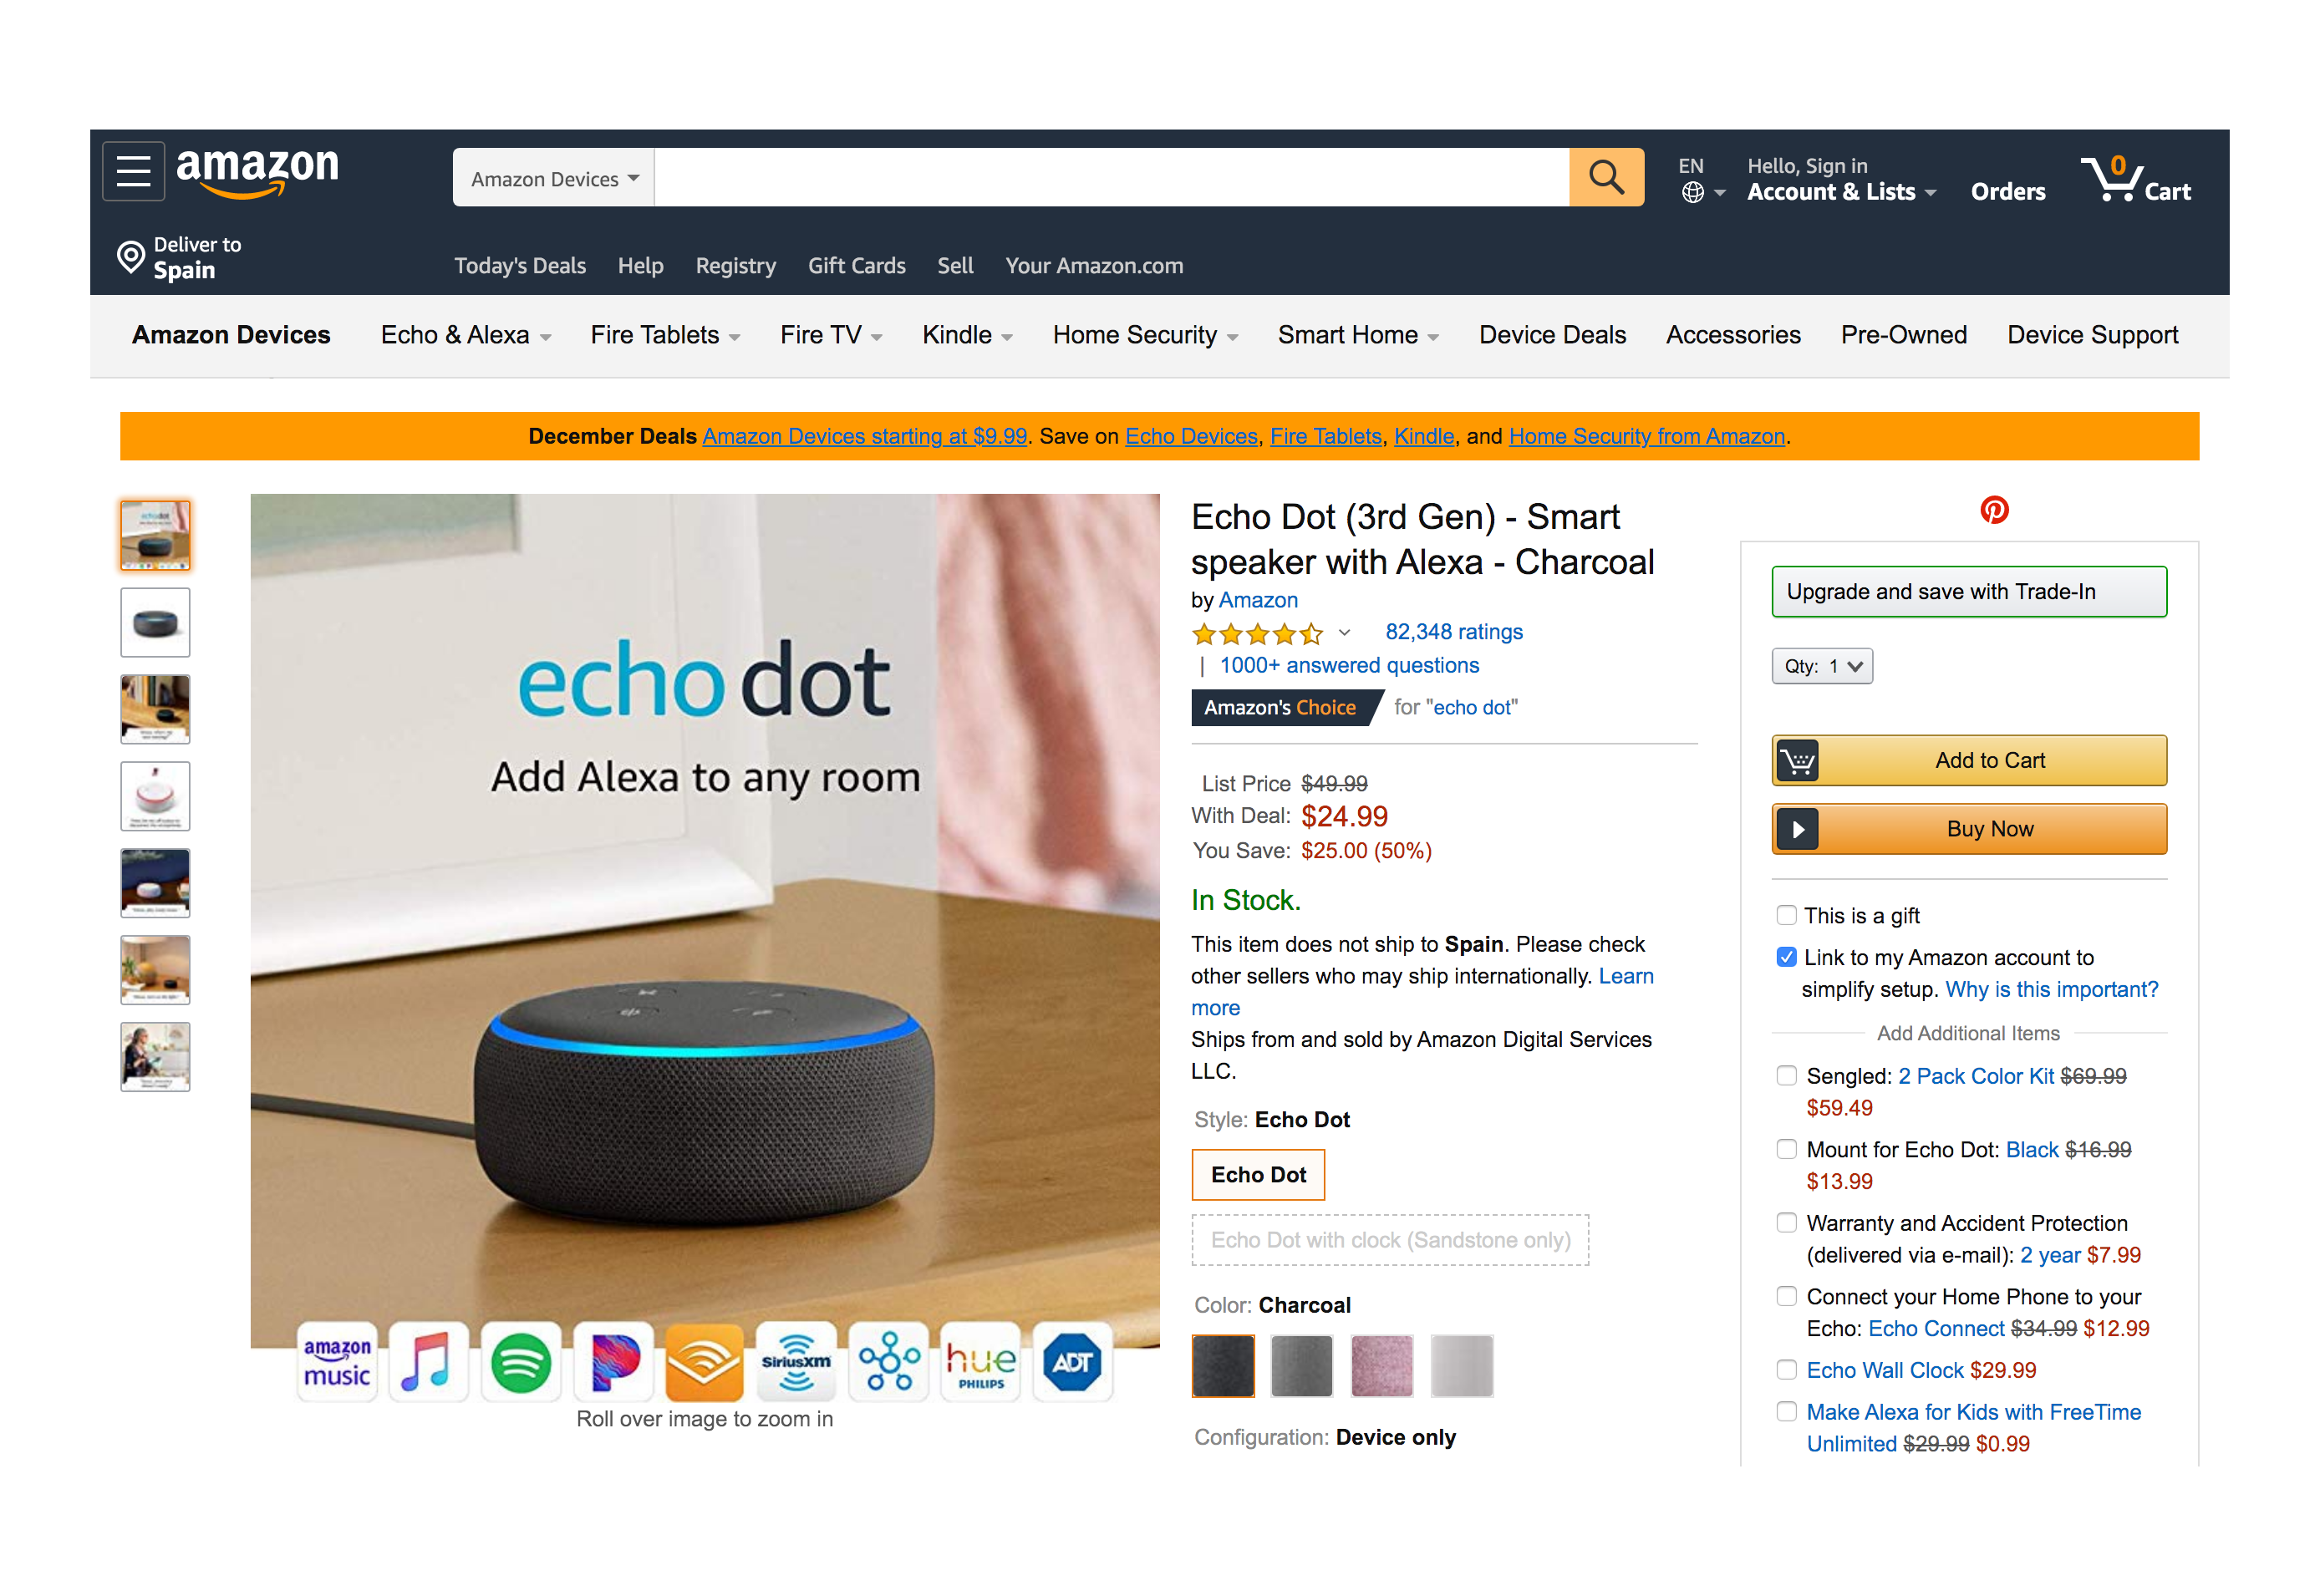 amazon
Amazon Devices
EN
Hello, Sign in
Account & Lists
Orders
0
Cart
Deliver to
Spain
Today's Deals Help Registry Gift Cards Sell Your Amazon.com
Amazon Devices Echo & Alexa Fire Tablets Fire TV Kindle Home Security Smart Home Device Deals Accessories Pre-Owned Device Support
December Deals Amazon Devices starting at $9.99. Save on Echo Devices, Fire Tablets, Kindle, and Home Security from Amazon.
echo dot
Add Alexa to any room
amazon
music
SiriusXM
hue
PHILIPS
ADT
Roll over image to zoom in
Echo Dot (3rd Gen) - Smart
speaker with Alexa - Charcoal
by Amazon
82,348 ratings
| 1000+ answered questions
Amazon's Choice for "echo dot"
List Price $49.99
With Deal: $24.99
You Save: $25.00 (50%)
In Stock.
This item does not ship to Spain. Please check
other sellers who may ship internationally. Learn
more
Ships from and sold by Amazon Digital Services
LLC.
Style: Echo Dot
Echo Dot
Echo Dot with clock (Sandstone only)
Color: Charcoal
Configuration: Device only
Upgrade and save with Trade-In
Qty: 1
Add to Cart
Buy Now
This is a gift
Link to my Amazon account to
simplify setup. Why is this important?
Add Additional Items
Sengled: 2 Pack Color Kit $69.99
$59.49
Mount for Echo Dot: Black $16.99
$13.99
Warranty and Accident Protection
(delivered via e-mail): 2 year $7.99
Connect your Home Phone to your
Echo: Echo Connect $34.99 $12.99
Echo Wall Clock $29.99
Make Alexa for Kids with FreeTime
Unlimited $29.99 $0.99